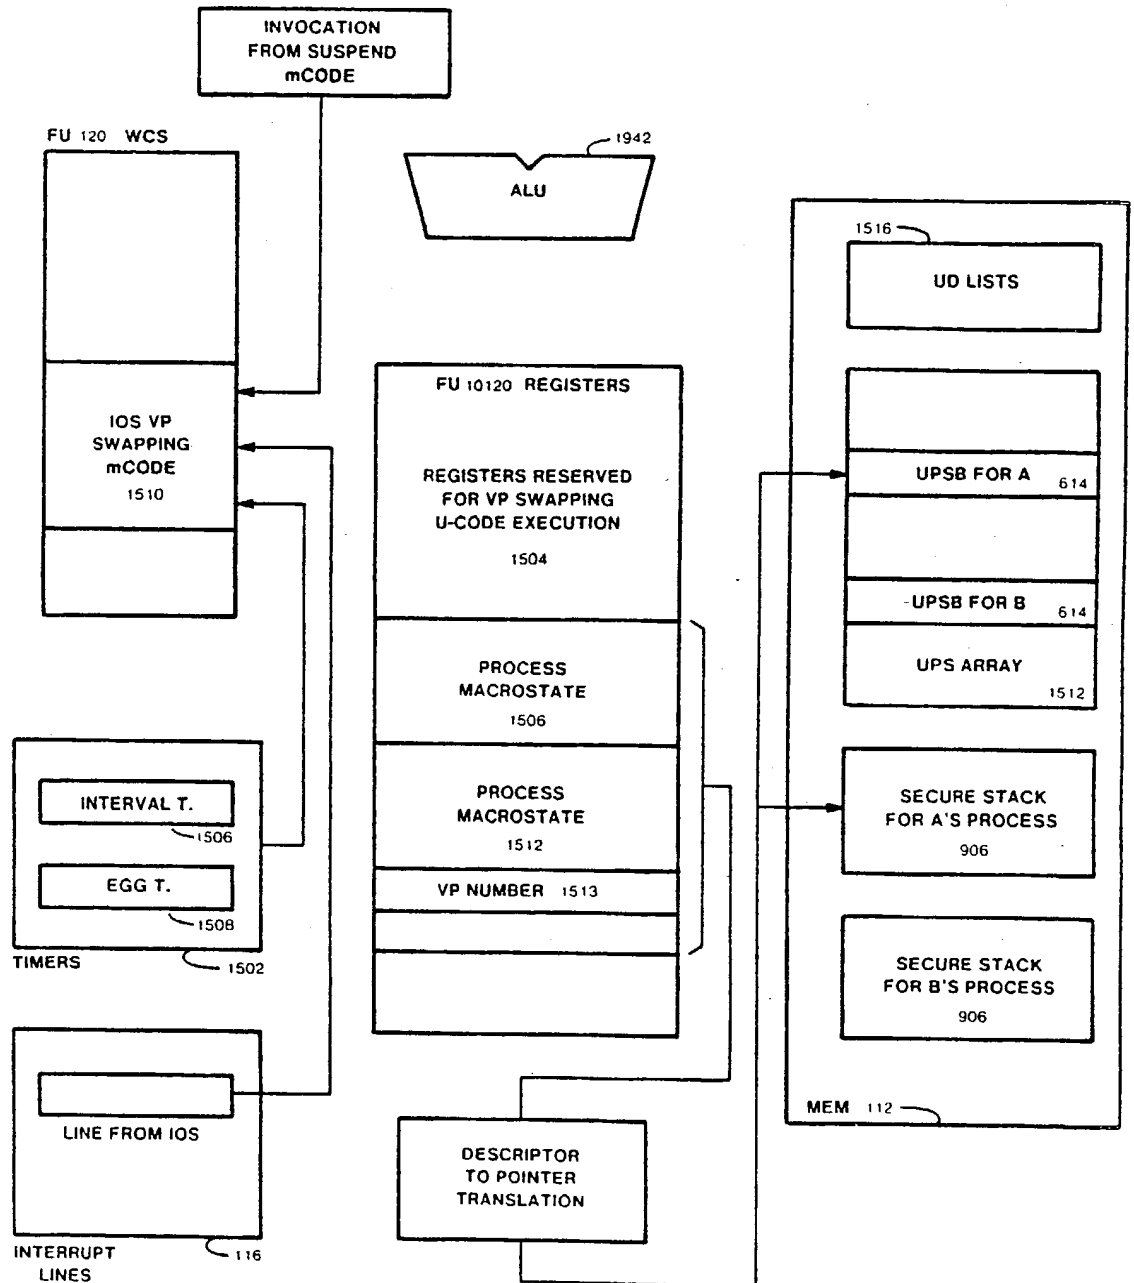 INVOCATION
FROM SUSPEND
mCODE
FU 120 WCS
IOS VP
SWAPPING
mCODE
1510
1942
ALU
FU 10120 REGISTERS
REGISTERS RESERVED
FOR VP SWAPPING
U-CODE EXECUTION
1504
PROCESS
MACROSTATE
1506
PROCESS
MACROSTATE
1512
VP NUMBER 1513
INTERVAL T.
1506
EGG T.
1508
TIMERS
1502
LINE FROM IOS
INTERRUPT
LINES
116
DESCRIPTOR
TO POINTER
TRANSLATION
1516
UD LISTS
UPSB FOR A
614
UPSB FOR B
614
UPS ARRAY
1512
SECURE STACK
FOR A'S PROCESS
906
SECURE STACK
FOR B'S PROCESS
906
MEM 112